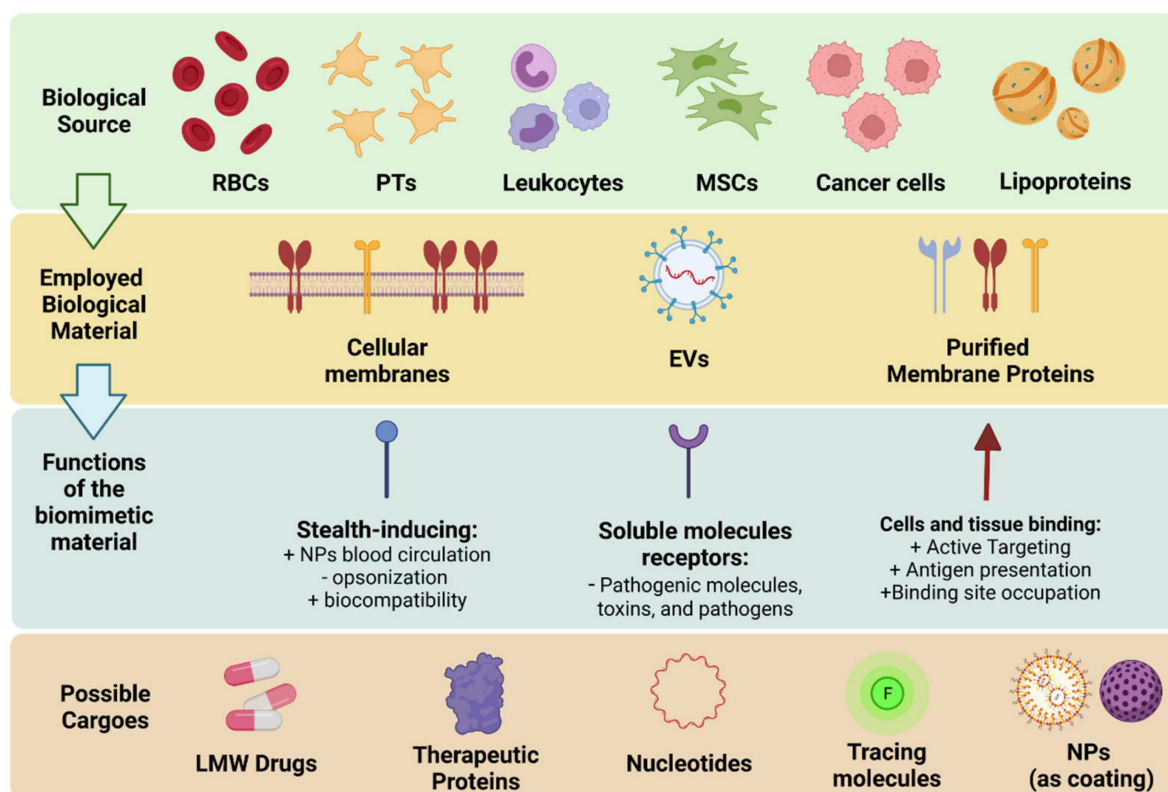 Biological
Source
RBCs
PTs
Leukocytes
MSCs
Cancer cells
Lipoproteins
Employed
Biological
Material
Cellular
membranes
EVs
Purified
Membrane Proteins
Functions
of the
biomimetic
material
Stealth-inducing:
+ NPs blood circulation
- opsonization
+ biocompatibility
Soluble molecules
receptors:
- Pathogenic molecules,
toxins, and pathogens
Cells and tissue binding:
+ Active Targeting
+ Antigen presentation
+Binding site occupation
Possible
Cargoes
LMW Drugs
Therapeutic
Proteins
Nucleotides
F
Tracing
molecules
NPs
(as coating)